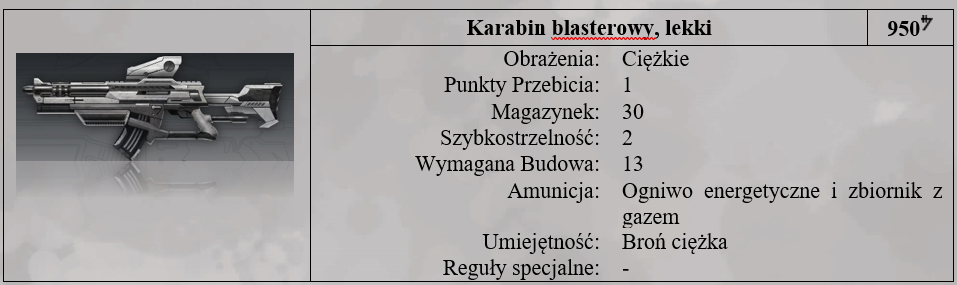 Karabin blasterowy, lekki 950
Obrażenia: Ciężkie
Punkty Przebicia: 1
Magazynek: 30
Szybkostrzelność: 2
Wymagana Budowa: 13
Amunicja: Ogniwo energetyczne i zbiornik z
gazem
Umiejętność: Broń ciężka
Reguły specjalne: -